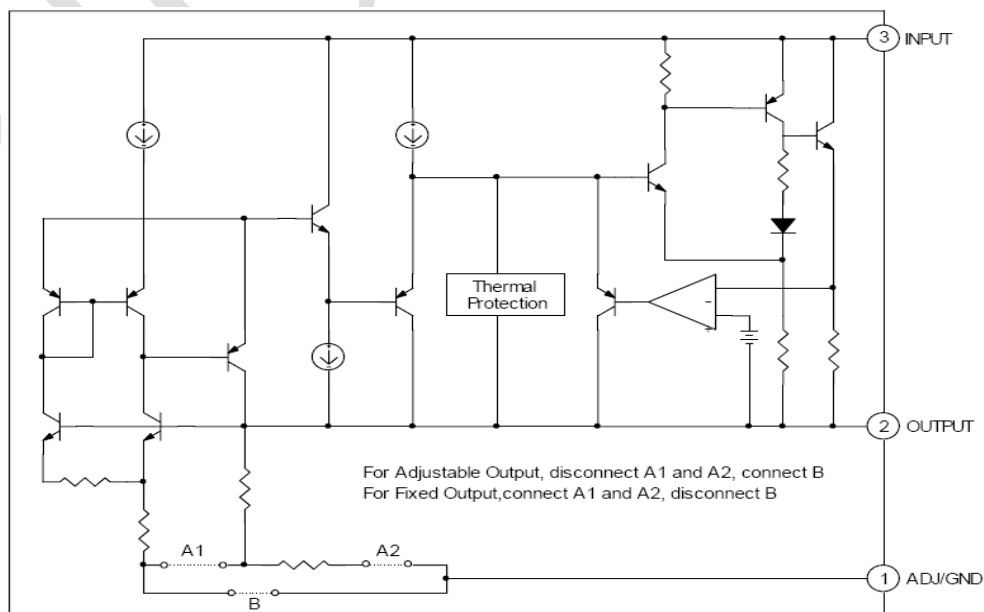 3 INPUT
Thermal
Protection
-
+
2 OUTPUT
For Adjustable Output, disconnect A1 and A2, connect B
For Fixed Output,connect A1 and A2, disconnect B
A1
A2
1 ADJ/GND
B